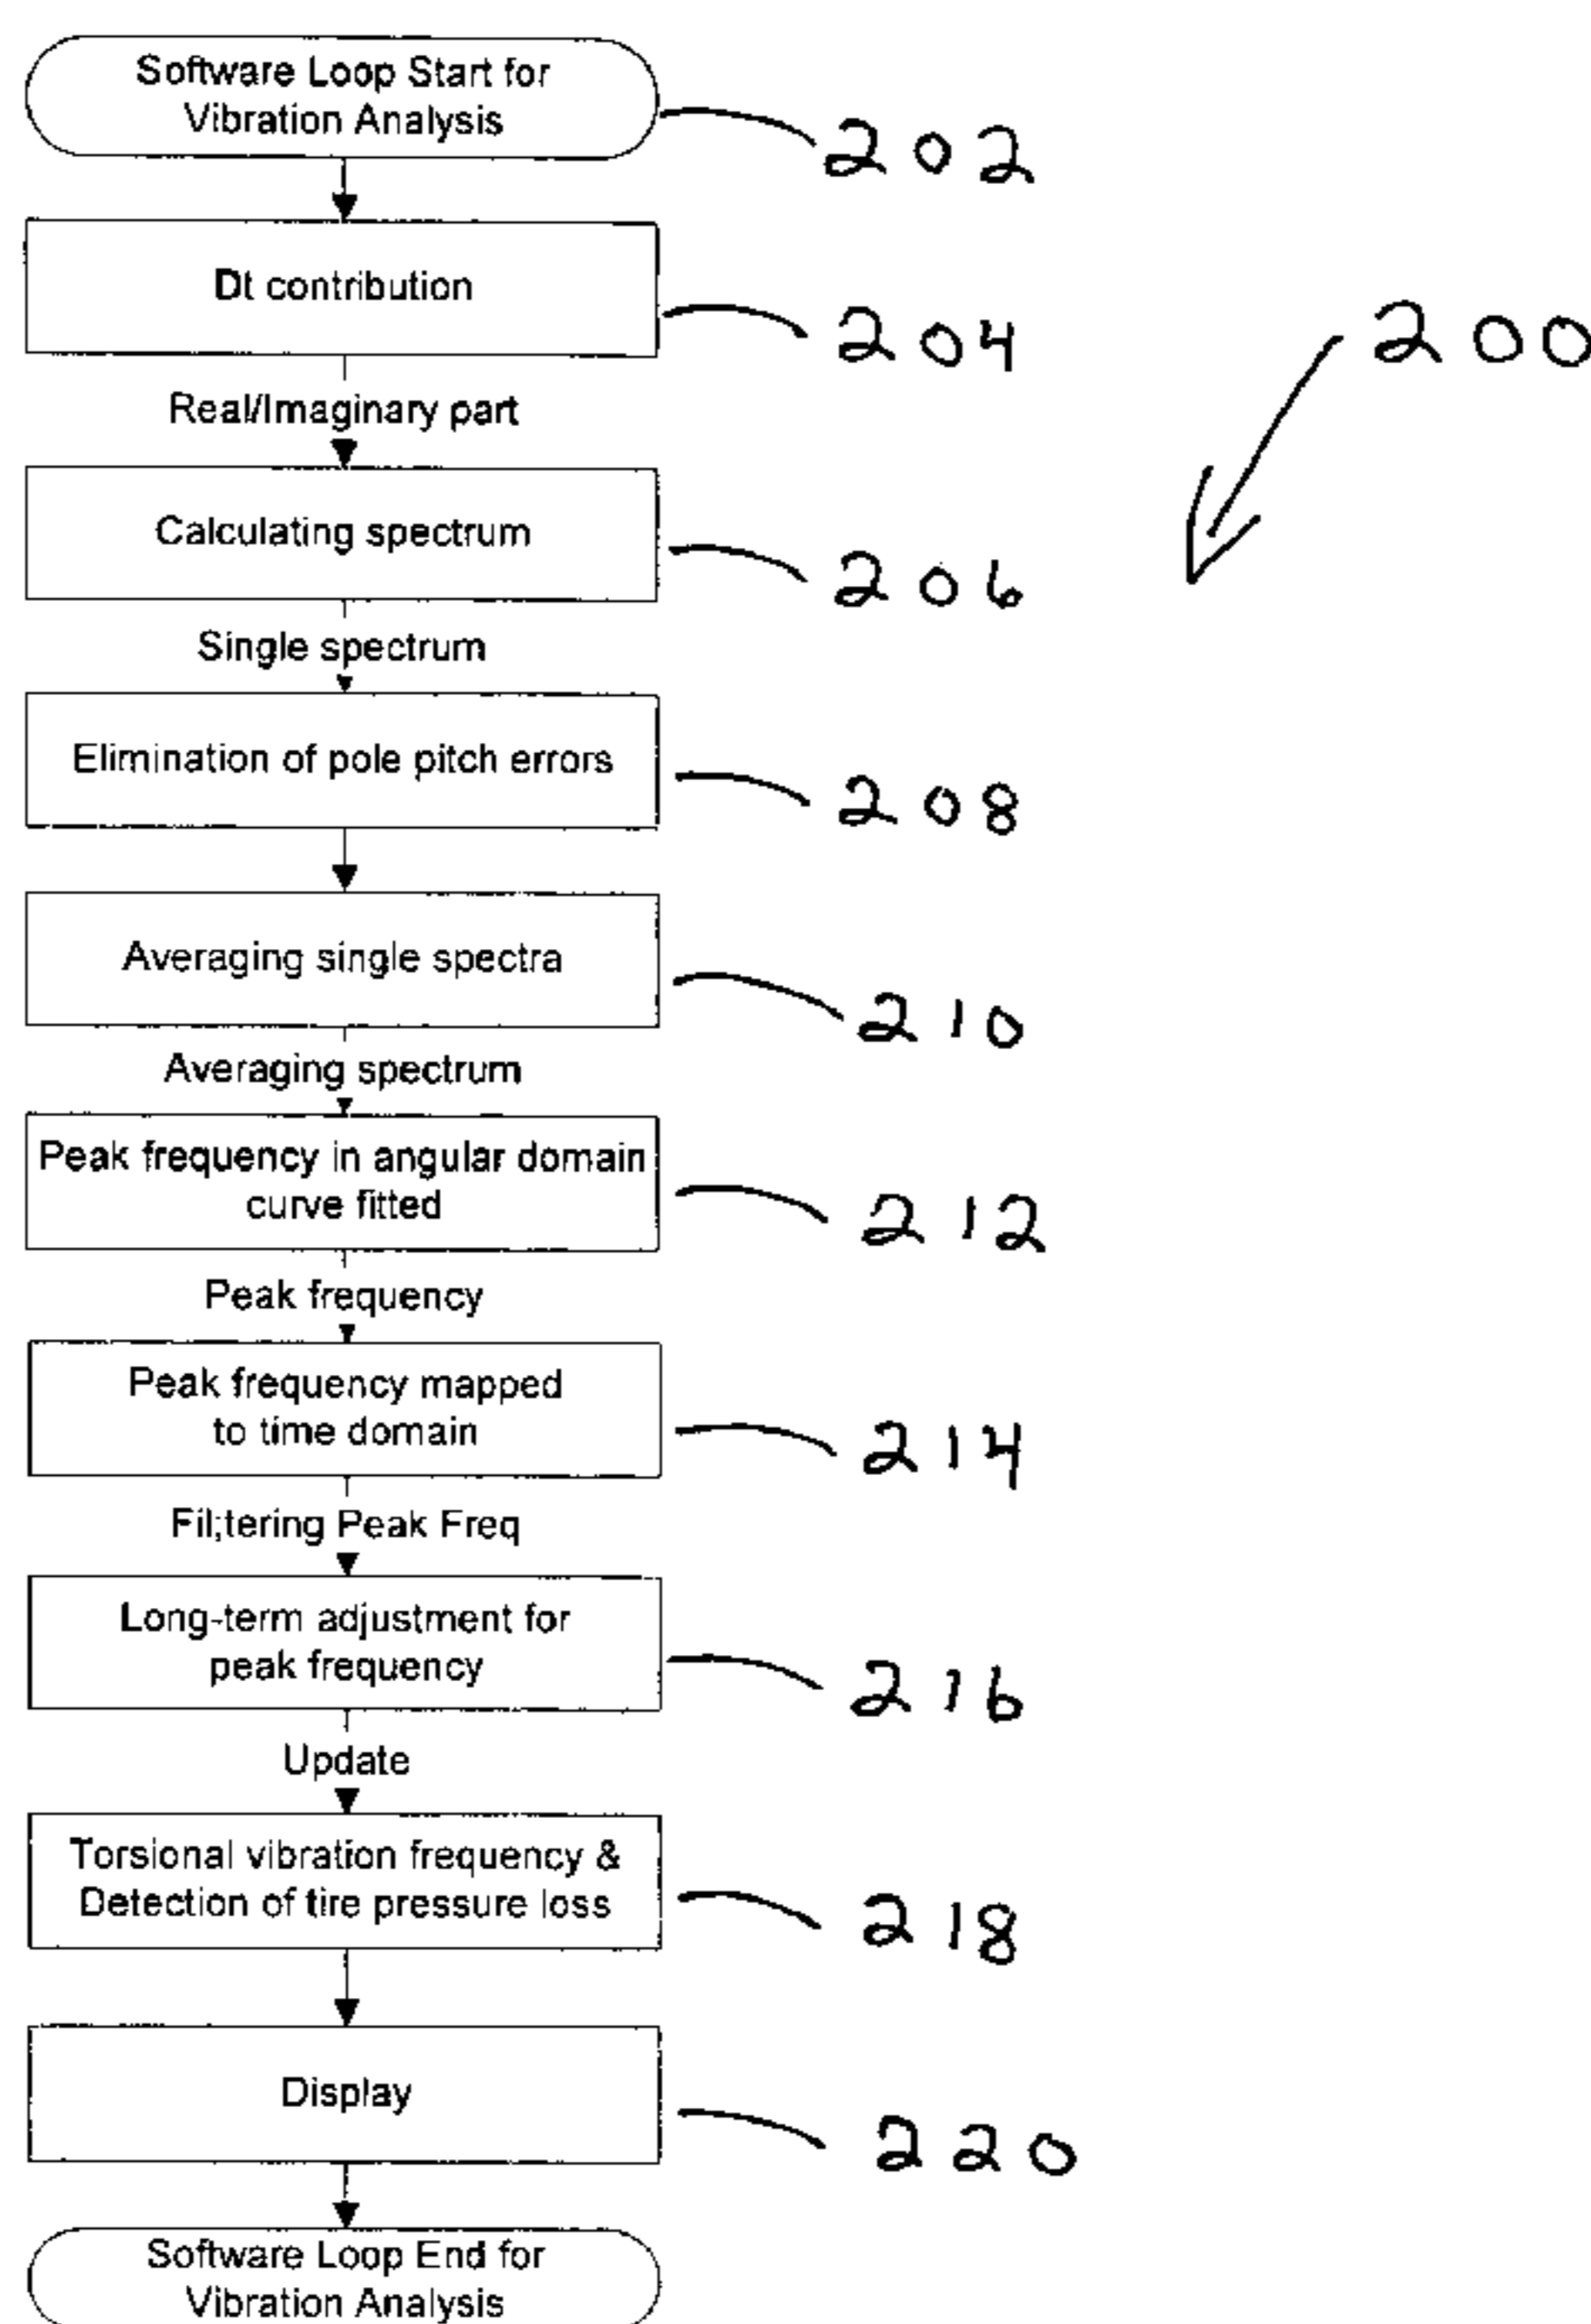 Software Loop Start for
Vibration Analysis
202
Dt contribution
204
200
Real/Imaginary part
Calculating spectrum
206
Single spectrum
Elimination of pole pitch errors
208
Averaging single spectra
210
Averaging spectrum
Peak frequency in angular domain
curve fitted
212
Peak frequency
Peak frequency mapped
to time domain
214
Fil;tering Peak Freq
Long-term adjustment for
peak frequency
216
Update
Torsional vibration frequency &
Detection of tire pressure loss
218
Display
220
Software Loop End for
Vibration Analysis